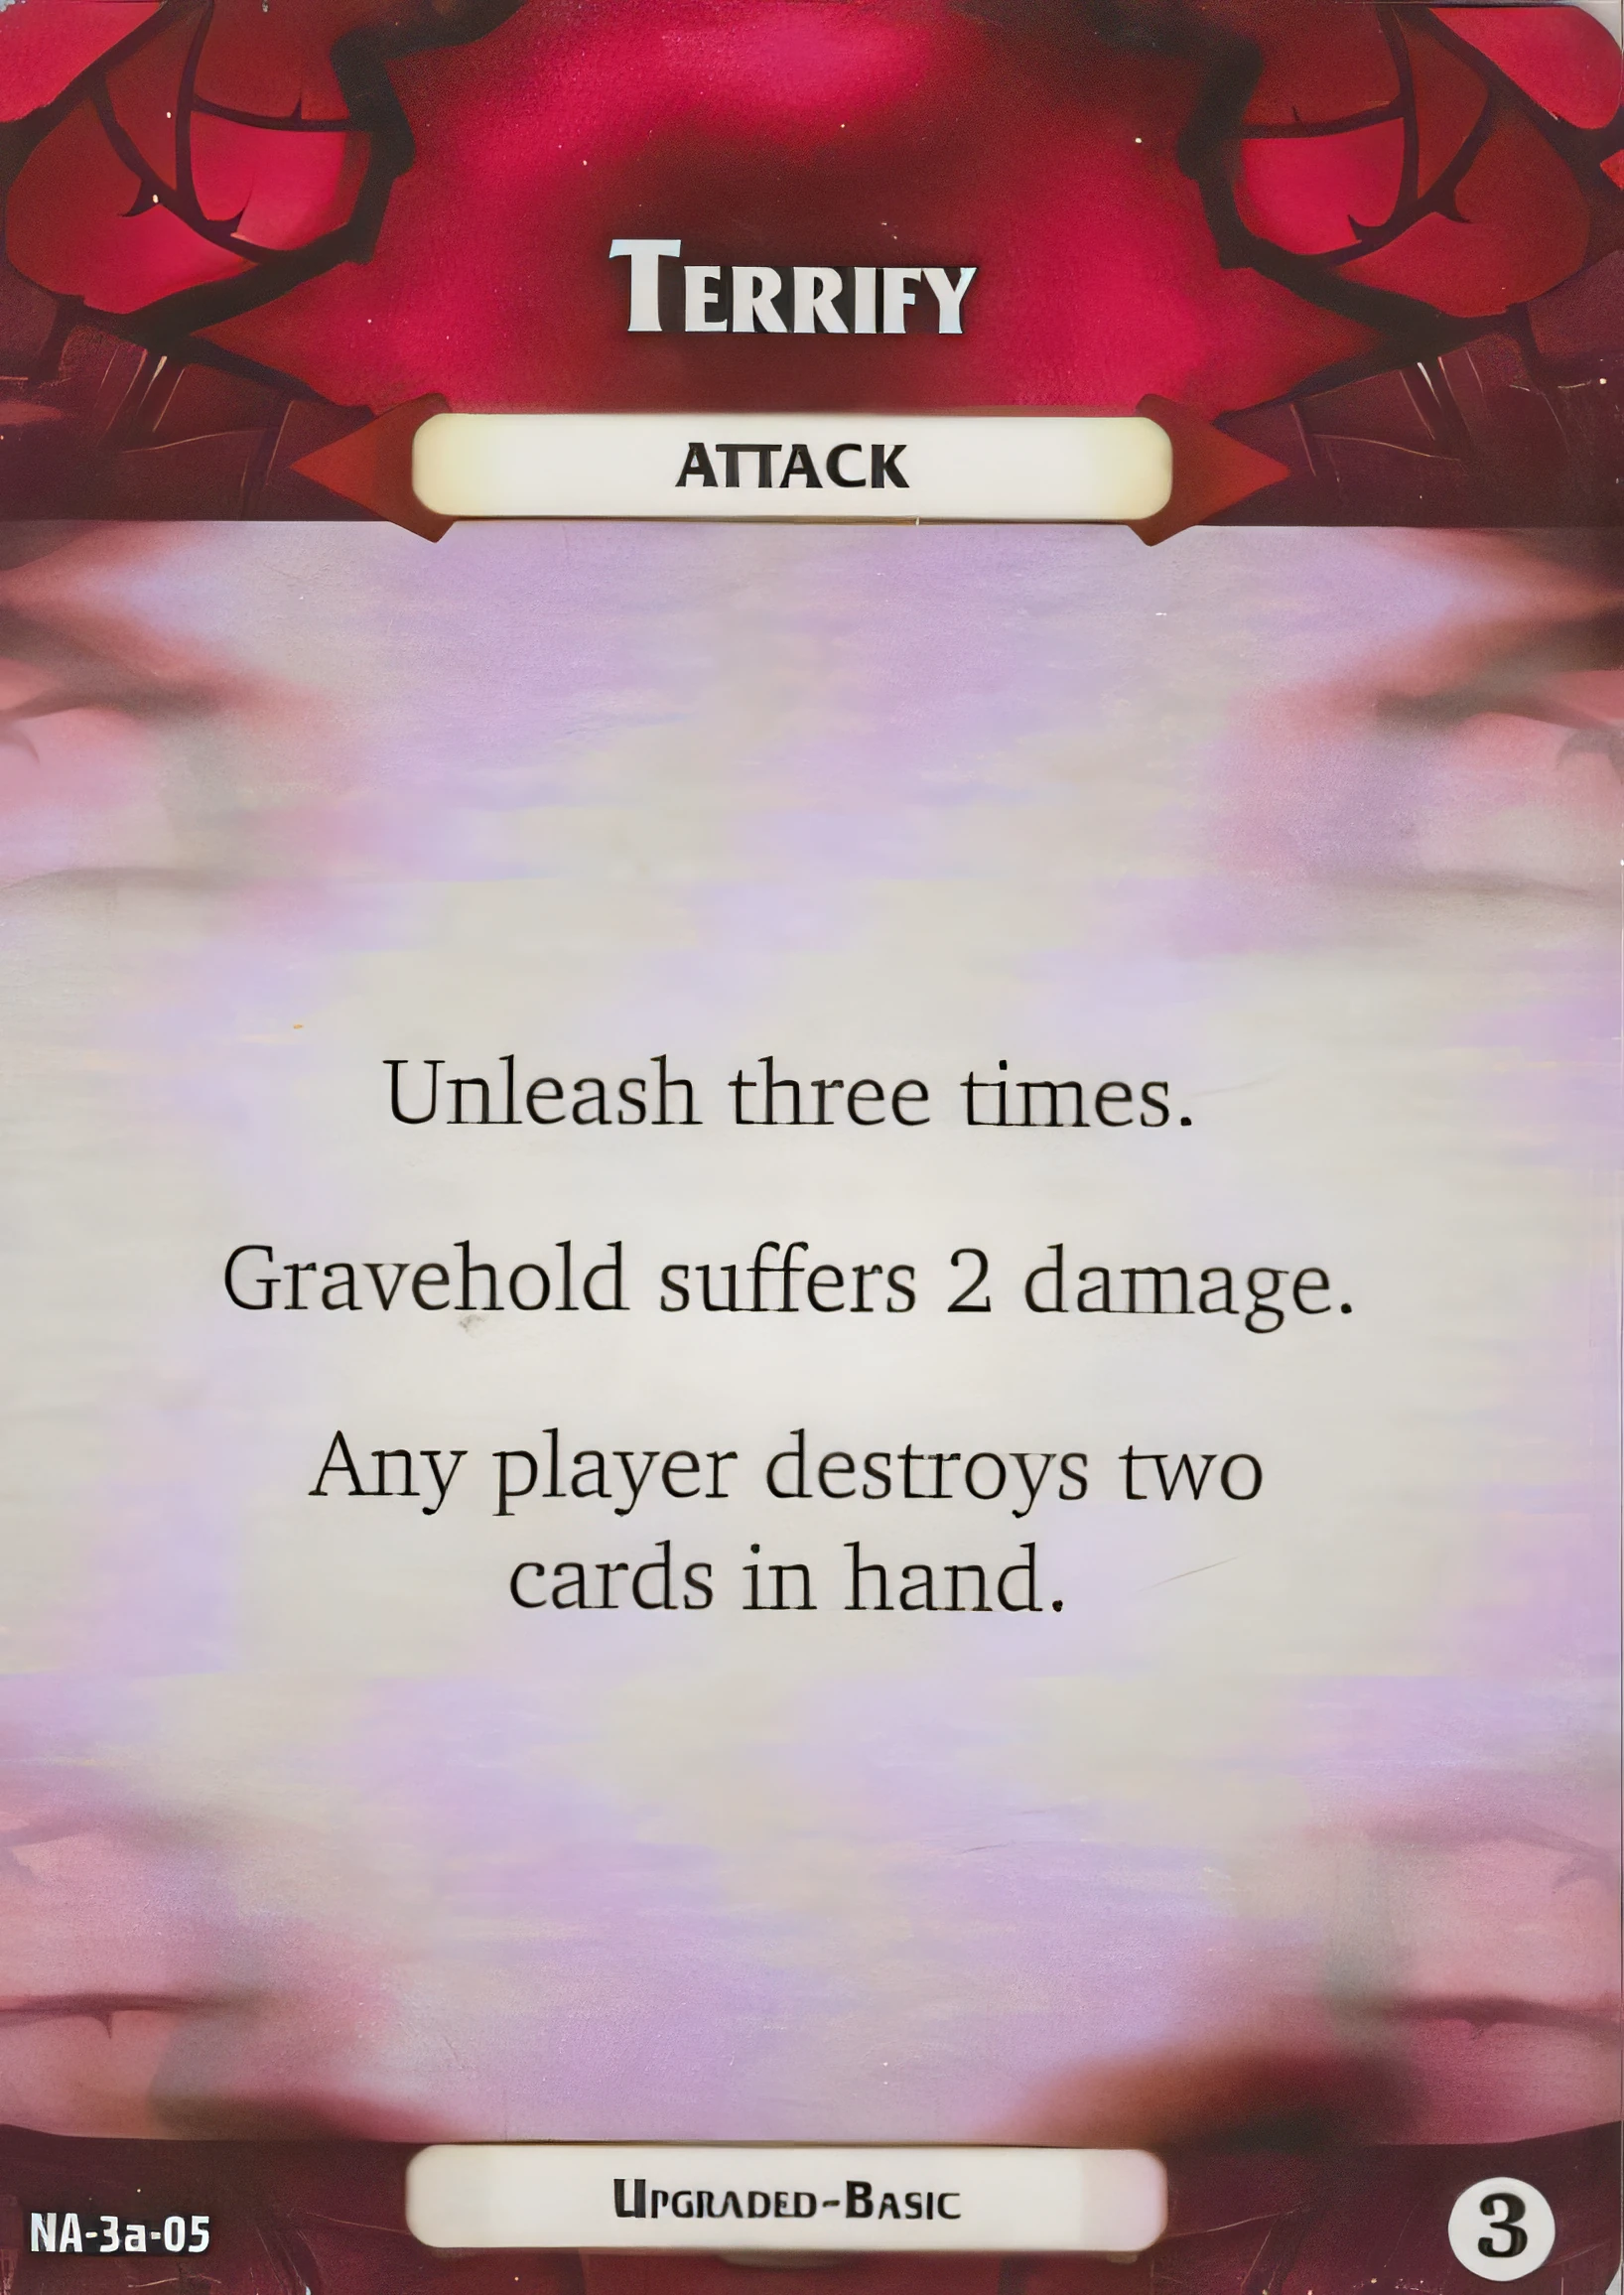 Terrify
ATTACK
Unleash three times.
Gravehold suffers 2 damage.
Any player destroys two
cards in hand.
Upgraded-Basic
NA-3a-05
3